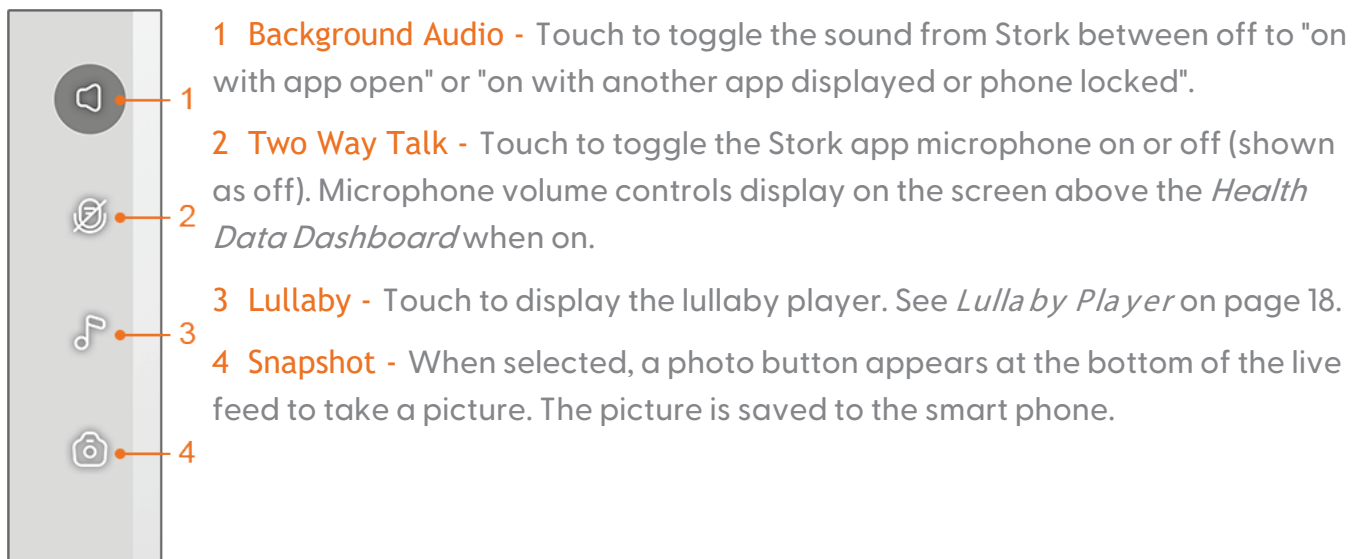 1 Background Audio - Touch to toggle the sound from Stork between off to "on
with app open" or "on with another app displayed or phone locked".
2 Two Way Talk - Touch to toggle the Stork app microphone on or off (shown
as off). Microphone volume controls display on the screen above the Health
Data Dashboard when on.
3 Lullaby - Touch to display the lullaby player. See Lullaby Player on page 18.
4 Snapshot - When selected, a photo button appears at the bottom of the live
feed to take a picture. The picture is saved to the smart phone.
1
2
3
4